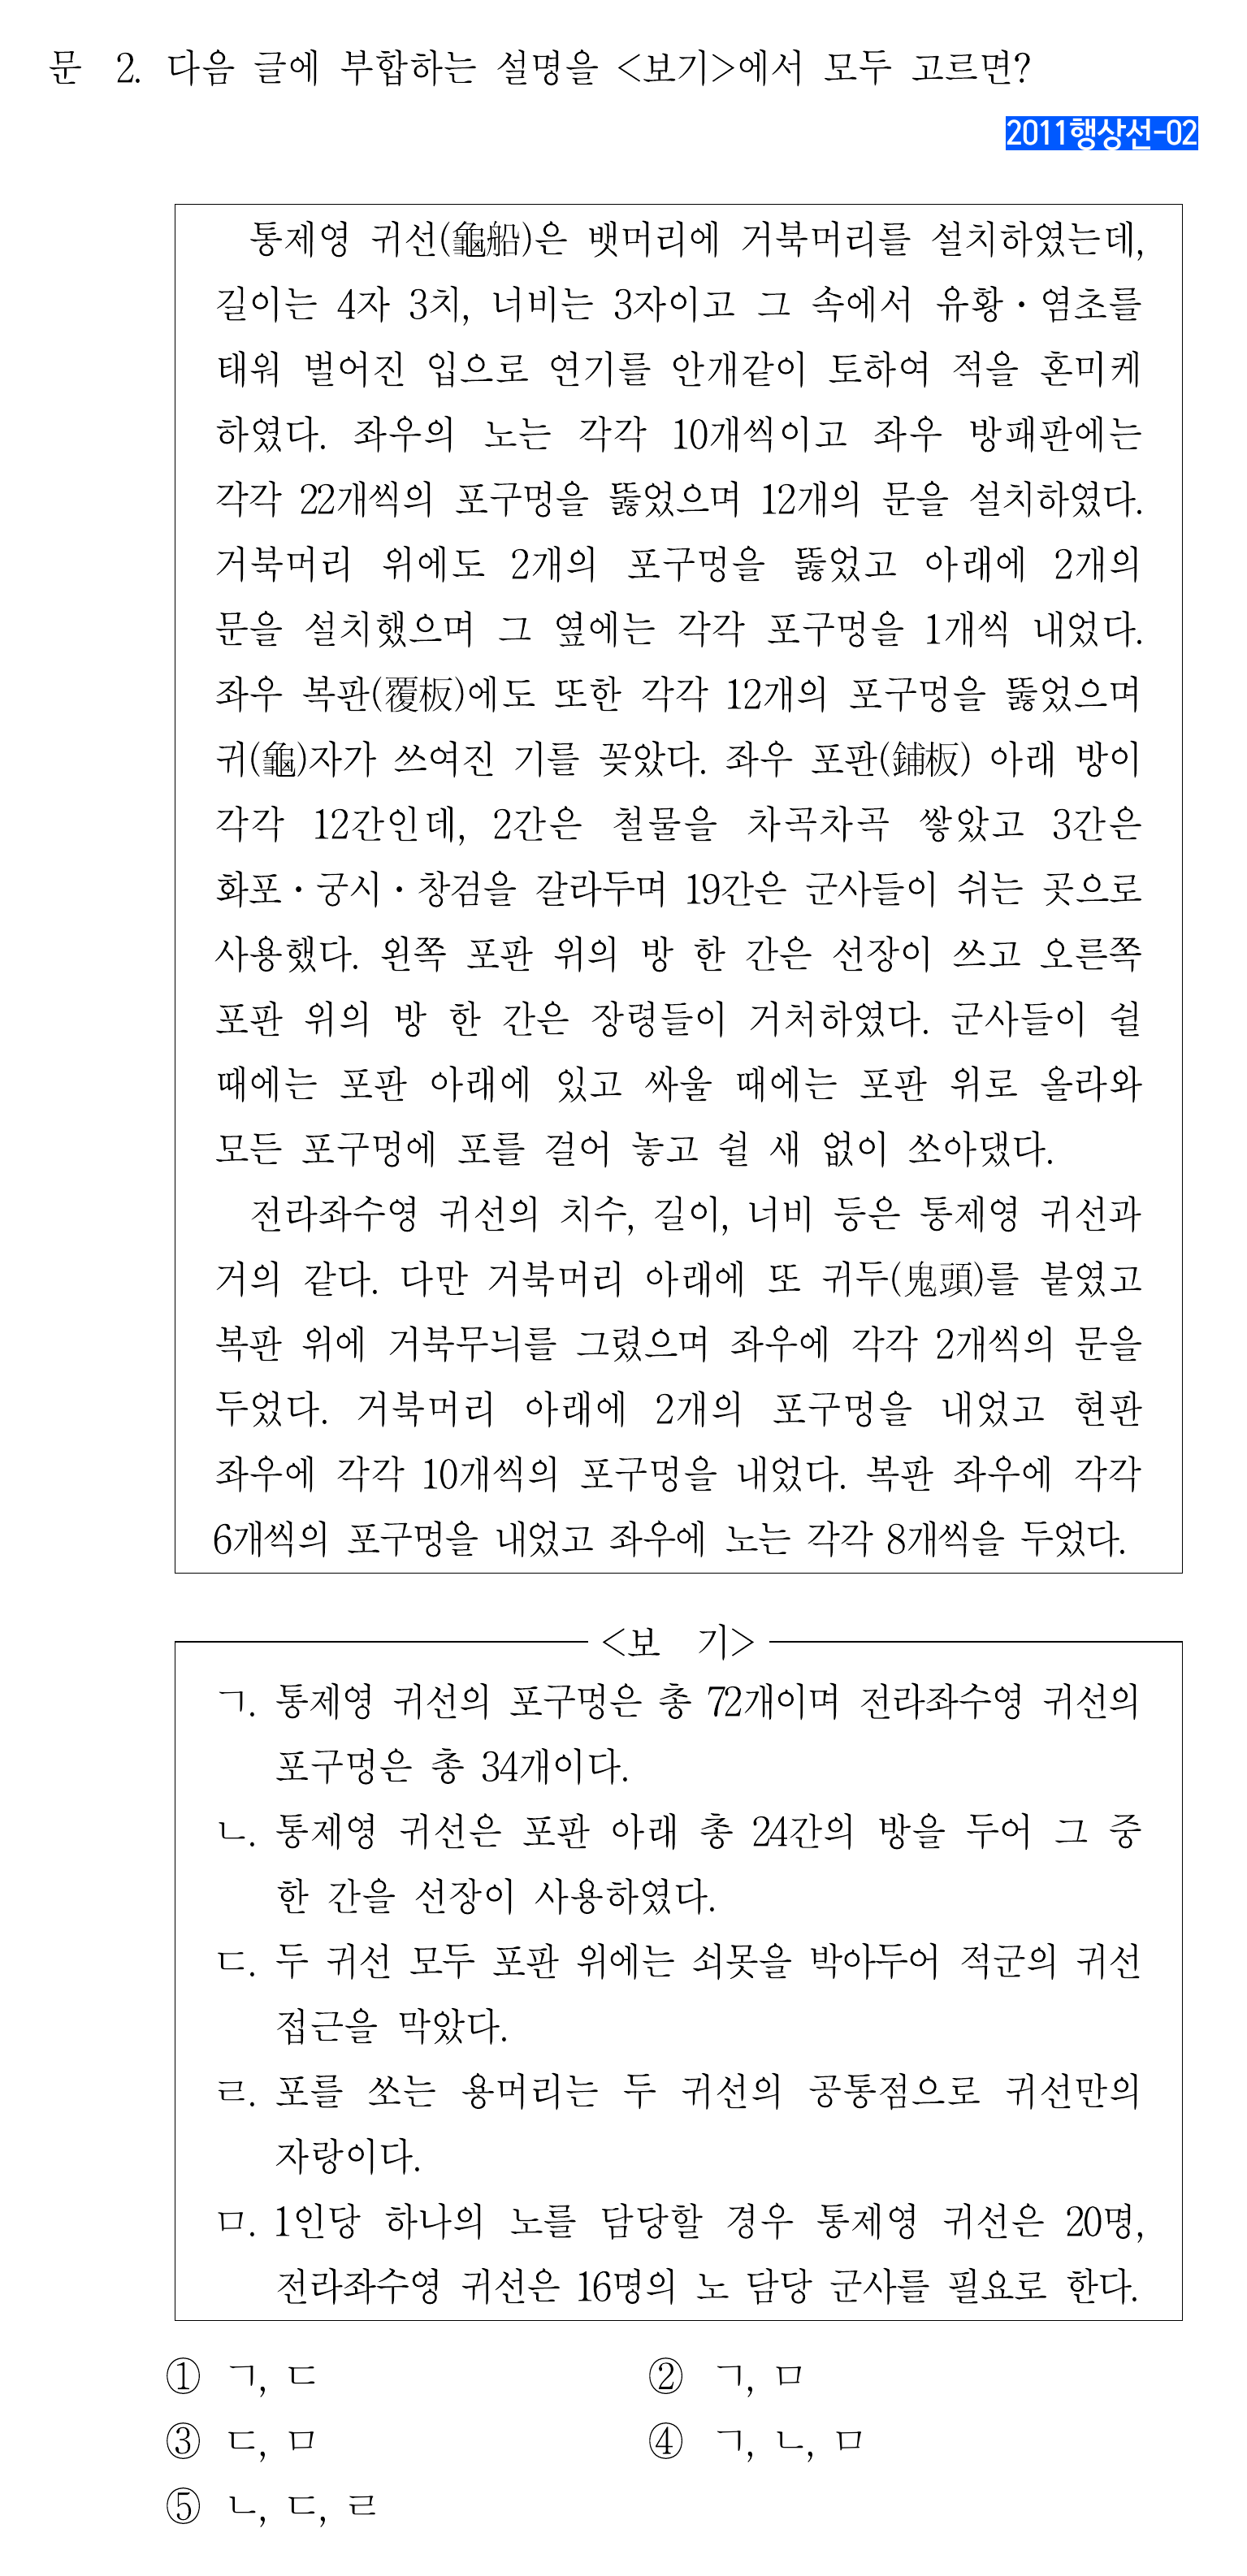 문 2. 다음 글에 부합하는 설명을 <보기>에서 모두 고르면?
2011행상선-02
통제영 귀선(龜船)은 뱃머리에 거북머리를 설치하였는데,
길이는 4자 3치, 너비는 3자이고 그 속에서 유황·염초를
태워 벌어진 입으로 연기를 안개같이 토하여 적을 혼미케
하였다. 좌우의 노는 각각 10개씩이고 좌우 방패판에는
각각 22개씩의 포구멍을 뚫었으며 12개의 문을 설치하였다.
거북머리 위에도 2개의 포구멍을 뚫었고 아래에 2개의
문을 설치했으며 그 옆에는 각각 포구멍을 1개씩 내었다.
좌우 복판(覆板)에도 또한 각각 12개의 포구멍을 뚫었으며
귀(龜)자가 쓰여진 기를 꽂았다. 좌우 포판(鋪板) 아래 방이
각각 12간인데, 2간은 철물을 차곡차곡 쌓았고 3간은
화포·궁시·창검을 갈라두며 19간은 군사들이 쉬는 곳으로
사용했다. 왼쪽 포판 위의 방 한 간은 선장이 쓰고 오른쪽
포판 위의 방 한 간은 장령들이 거처하였다. 군사들이 쉴
때에는 포판 아래에 있고 싸울 때에는 포판 위로 올라와
모든 포구멍에 포를 걸어 놓고 쉴 새 없이 쏘아댔다.
전라좌수영 귀선의 치수, 길이, 너비 등은 통제영 귀선과
거의 같다. 다만 거북머리 아래에 또 귀두(鬼頭)를 붙였고
복판 위에 거북무늬를 그렸으며 좌우에 각각 2개씩의 문을
두었다. 거북머리 아래에 2개의 포구멍을 내었고 현판
좌우에 각각 10개씩의 포구멍을 내었다. 복판 좌우에 각각
6개씩의 포구멍을 내었고 좌우에 노는 각각 8개씩을 두었다.
<보 기>
ㄱ. 통제영 귀선의 포구멍은 총 72개이며 전라좌수영 귀선의
포구멍은 총 34개이다.
ㄴ. 통제영 귀선은 포판 아래 총 24간의 방을 두어 그 중
한 간을 선장이 사용하였다.
ㄷ. 두 귀선 모두 포판 위에는 쇠못을 박아두어 적군의 귀선
접근을 막았다.
ㄹ. 포를 쏘는 용머리는 두 귀선의 공통점으로 귀선만의
자랑이다.
ㅁ. 1인당 하나의 노를 담당할 경우 통제영 귀선은 20명,
전라좌수영 귀선은 16명의 노 담당 군사를 필요로 한다.
① ㄱ, ㄷ ② ㄱ, ㅁ
③ ㄷ, ㅁ ④ ㄱ, ㄴ, ㅁ
⑤ ㄴ, ㄷ, ㄹ